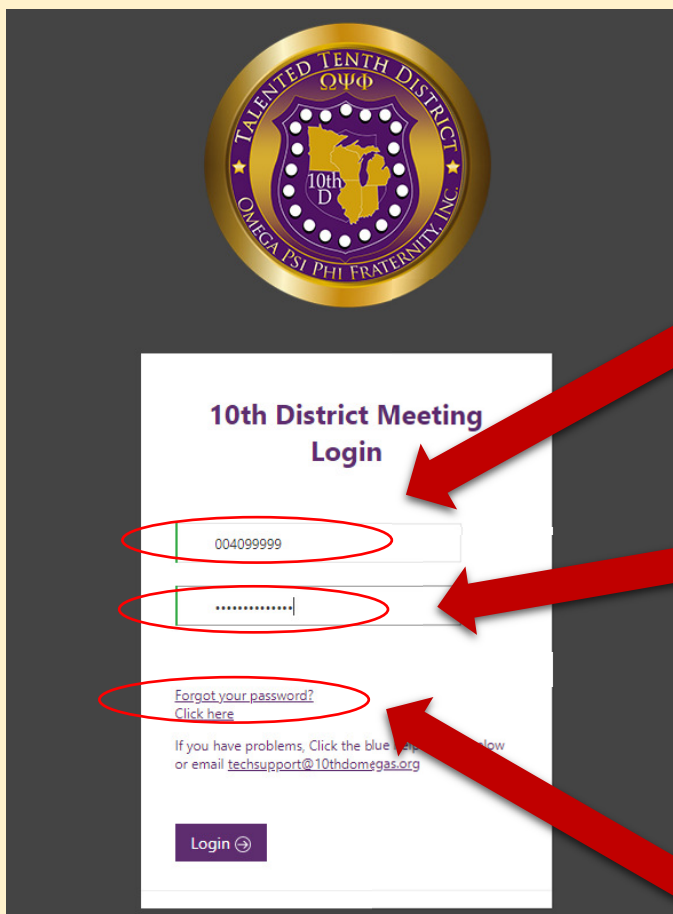 TALENTED TENTH DISTRICT
ΩΨΦ
10th
D
OMEGA PSI PHI FRATERNITY, INC.
10th District Meeting
Login
004099999
••••••••••••••
Forgot your password?
Click here
If you have problems, Click the blue
or email techsupport@10thdomegas.org
Login